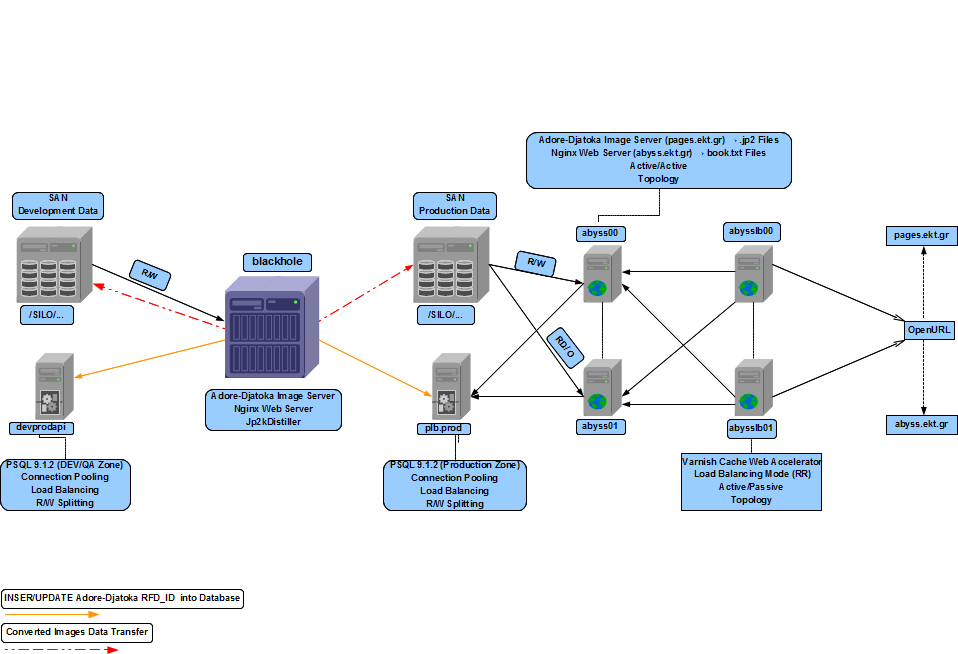 Adore-Djatoka Image Server (pages.ekt.gr) → .jp2 Files
Nginx Web Server (abyss.ekt.gr) → book.txt Files
Active/Active
Topology
SAN
Development Data
SAN
Production Data
abyss00
abysslb00
pages.ekt.gr
blackhole
R/W
R/W
/SILO/...
/SILO/...
OpenURL
RD/O
Adore-Djatoka Image Server
Nginx Web Server
Jp2kDistiller
devprodapi
plb.prod
abyss01
abysslb01
abyss.ekt.gr
PSQL 9.1.2 (DEV/QA Zone)
Connection Pooling
Load Balancing
R/W Splitting
PSQL 9.1.2 (Production Zone)
Connection Pooling
Load Balancing
R/W Splitting
Varnish Cache Web Accelerator
Load Balancing Mode (RR)
Active/Passive
Topology
INSER/UPDATE Adore-Djatoka RFD_ID into Database
Converted Images Data Transfer